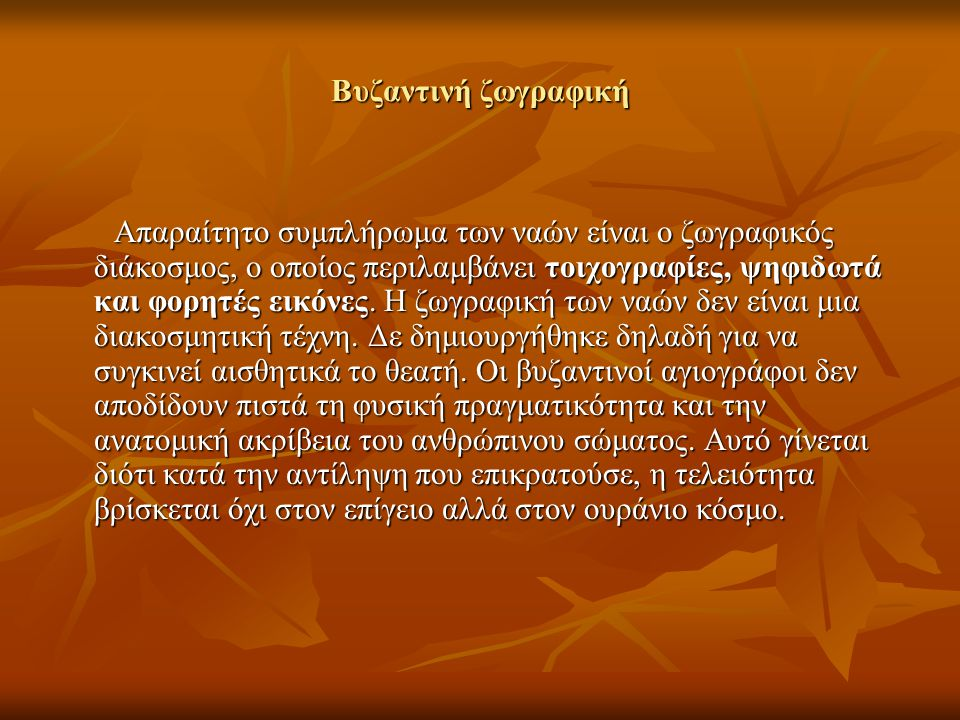 Βυζαντινή ζωγραφική
Απαραίτητο συμπλήρωμα των ναών είναι ο ζωγραφικός
διάκοσμος, ο οποίος περιλαμβάνει τοιχογραφίες, ψηφιδωτά
και φορητές εικόνες. Η ζωγραφική των ναών δεν είναι μια
διακοσμητική τέχνη. Δε δημιουργήθηκε δηλαδή για να
συγκινεί αισθητικά το θεατή. Οι βυζαντινοί αγιογράφοι δεν
αποδίδουν πιστά τη φυσική πραγματικότητα και την
ανατομική ακρίβεια του ανθρώπινου σώματος. Αυτό γίνεται
διότι κατά την αντίληψη που επικρατούσε, η τελειότητα
βρίσκεται όχι στον επίγειο αλλά στον ουράνιο κόσμο.